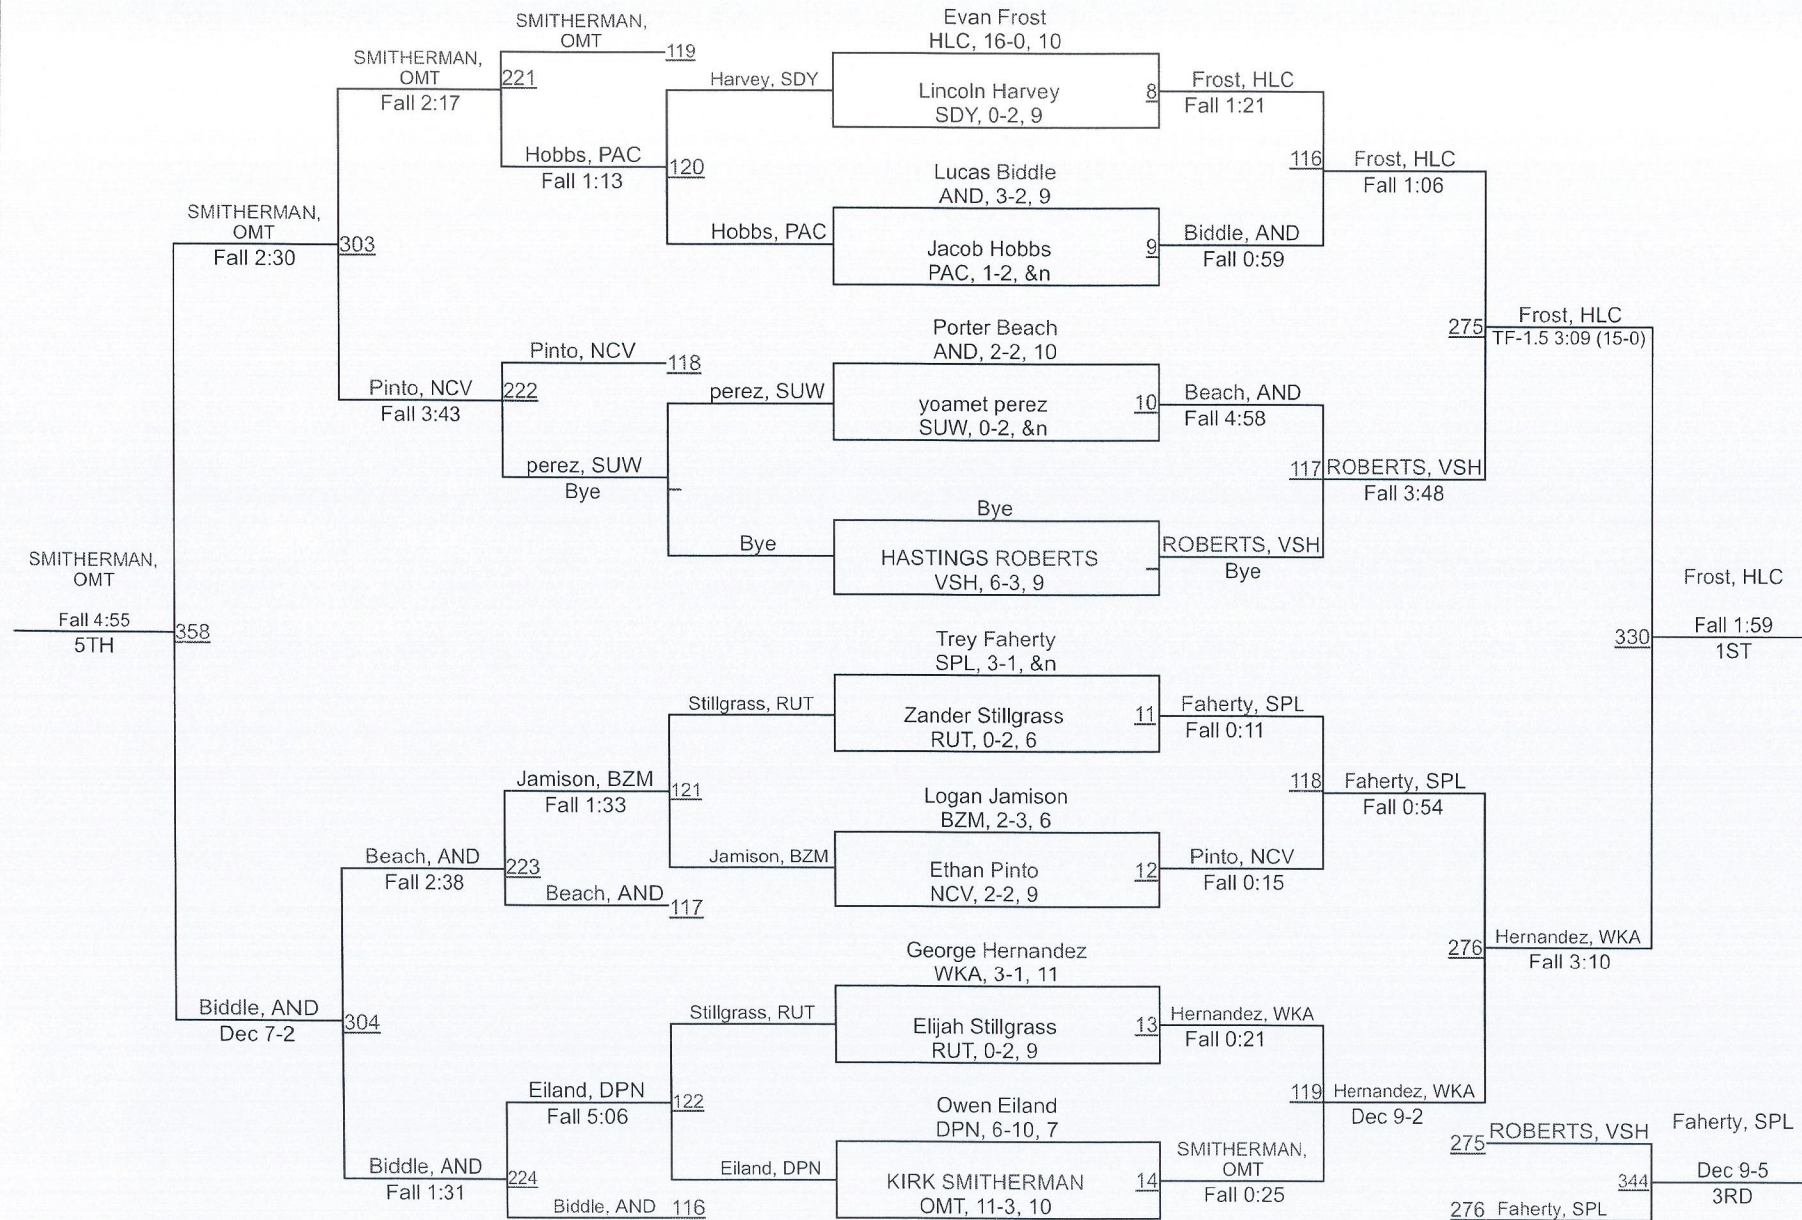 SMITHERMAN,
OMT
Fall 4:55
5TH
358
SMITHERMAN,
OMT
Fall 2:30
303
Biddle, AND
Dec 7-2
304
SMITHERMAN,
OMT
Fall 2:17
221
Pinto, NCV
Fall 3:43
222
Beach, AND
Fall 2:38
223
Biddle, AND
Fall 1:31
224
SMITHERMAN,
OMT
119
Hobbs, PAC
Fall 1:13
120
Pinto, NCV
118
perez, SUW
Bye
Jamison, BZM
Fall 1:33
121
Beach, AND
117
Eiland, DPN
Fall 5:06
122
Biddle, AND 116
Harvey, SDY
Hobbs, PAC
perez, SUW
Bye
Stillgrass, RUT
Jamison, BZM
Stillgrass, RUT
Eiland, DPN
Evan Frost
HLC, 16-0, 10
Lincoln Harvey
SDY, 0-2, 9
8
Lucas Biddle
AND, 3-2, 9
Jacob Hobbs
PAC, 1-2, &n
9
Porter Beach
AND, 2-2, 10
yoamet perez
SUW, 0-2, &n
10
Bye
HASTINGS ROBERTS
VSH, 6-3, 9
Trey Faherty
SPL, 3-1, &n
Zander Stillgrass
RUT, 0-2, 6
11
Logan Jamison
BZM, 2-3, 6
Ethan Pinto
NCV, 2-2, 9
12
George Hernandez
WKA, 3-1, 11
Elijah Stillgrass
RUT, 0-2, 9
13
Owen Eiland
DPN, 6-10, 7
KIRK SMITHERMAN
OMT, 11-3, 10
14
Frost, HLC
Fall 1:21
Biddle, AND
Fall 0:59
Beach, AND
Fall 4:58
ROBERTS, VSH
Bye
Faherty, SPL
Fall 0:11
Pinto, NCV
Fall 0:15
Hernandez, WKA
Fall 0:21
SMITHERMAN,
OMT
Fall 0:25
116
Frost, HLC
Fall 1:06
117
ROBERTS, VSH
Fall 3:48
118
Faherty, SPL
Fall 0:54
119
Hernandez, WKA
Dec 9-2
275
Frost, HLC
TF-1.5 3:09 (15-0)
276
Hernandez, WKA
Fall 3:10
330
Frost, HLC
Fall 1:59
1ST
275
ROBERTS, VSH
276 Faherty, SPL
344
Faherty, SPL
Dec 9-5
3RD